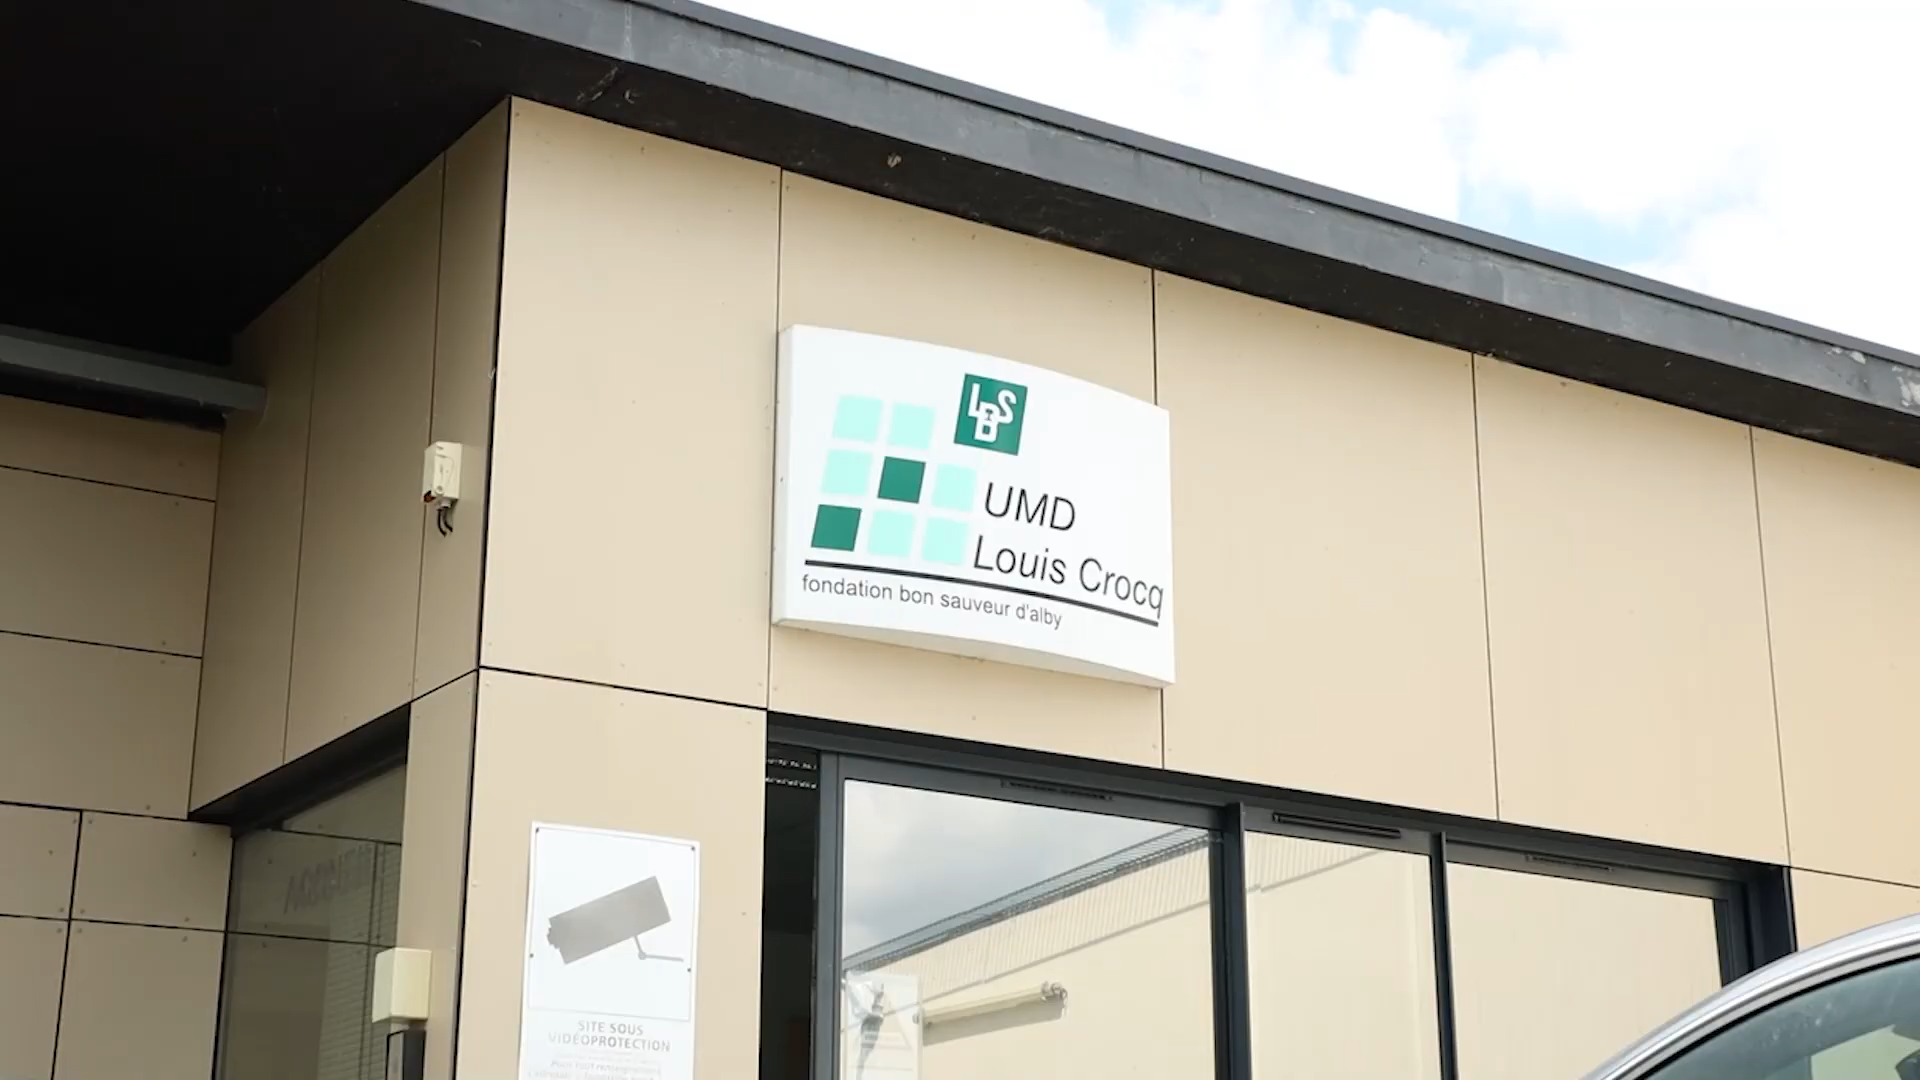 LBS
UMD
Louis Crocq
fondation bon sauveur d'alby
SITE SOUS
VIDÉOPROTECTION